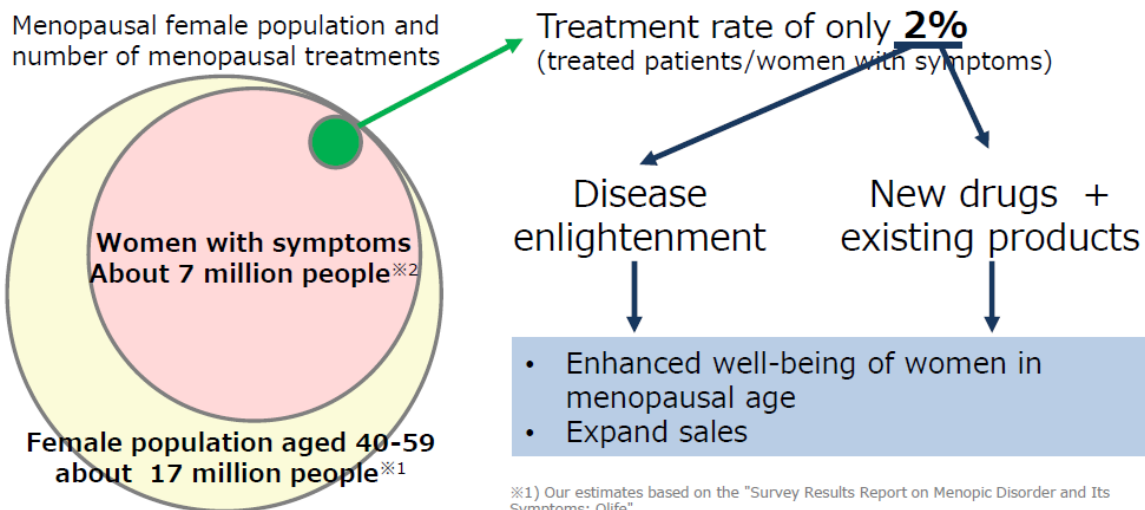 Menopausal female population and
number of menopausal treatments
Treatment rate of only 2%
(treated patients/women with symptoms)
Women with symptoms
About 7 million people※2
Female population aged 40-59
about 17 million people※1
Disease
enlightenment
New drugs +
existing products
• Enhanced well-being of women in
menopausal age
• Expand sales
※1) Our estimates based on the "Survey Results Report on Menopic Disorder and Its
Symptoms: Qlife"